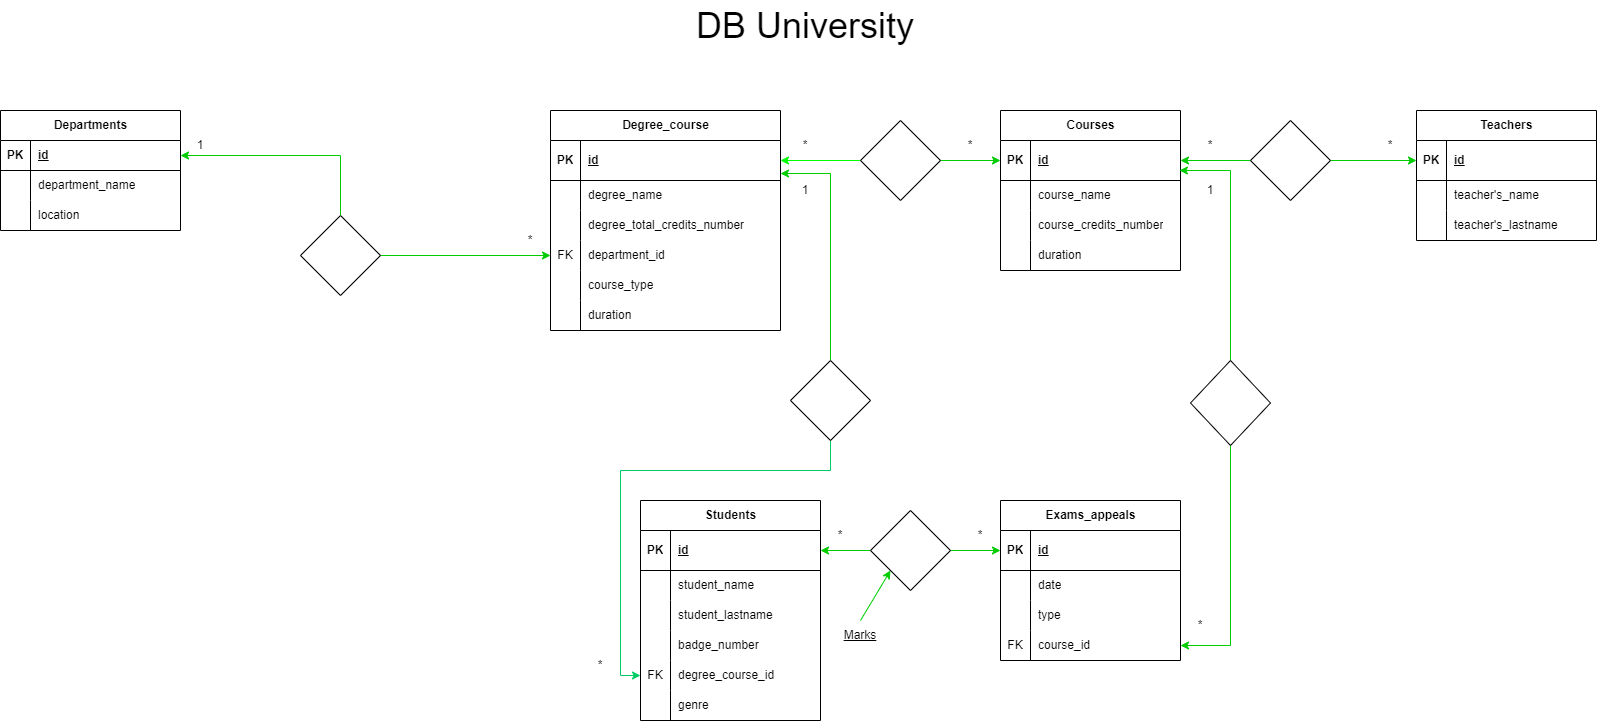 DB University
Departments
PK id
department_name
location
1
*
Degree_course
PK id
degree_name
degree_total_credits_number
FK department_id
course_type
duration
*
*
1
Courses
PK id
course_name
course_credits_number
duration
*
*
1
Teachers
PK id
teacher's_name
teacher's_lastname
Students
PK id
student_name
student_lastname
badge_number
FK degree_course_id
genre
*
*
*
Marks
Exams_appeals
PK id
date
type
FK course_id
*